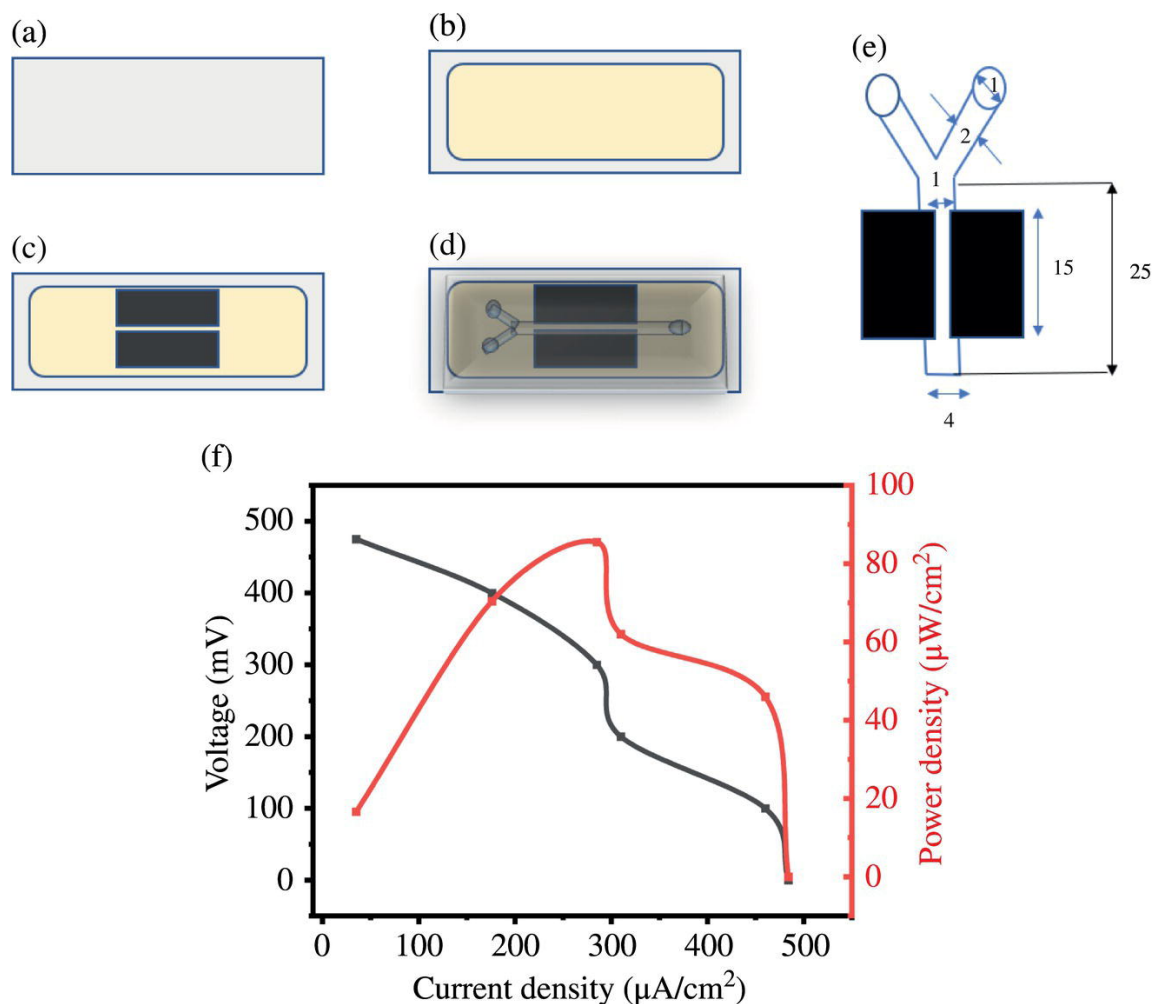 (a)
(b)
(c)
(d)
(e)
1
2
1
15
25
4
(f)
Voltage (mV)
500
400
300
200
100
0
0 100 200 300 400 500
Current density (μA/cm²)
100
80
60
40
20
0
Power density (μW/cm²)